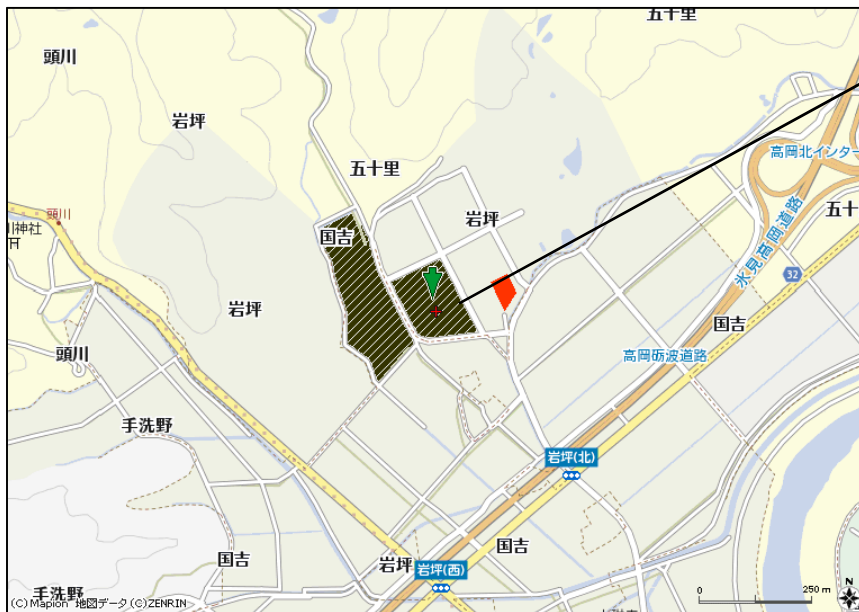 五十里
頭川
岩坪
高岡北インター
五十里
頭川
川神社
国吉
岩坪
五十
氷見高岡道路
32
岩坪
国吉
頭川
高岡砺波道路
手洗野
岩坪(北)
国吉
岩坪
国吉
岩坪(西)
手洗野
250 m
0
N
(C) Mapion 地図データ (C)ZENRIN